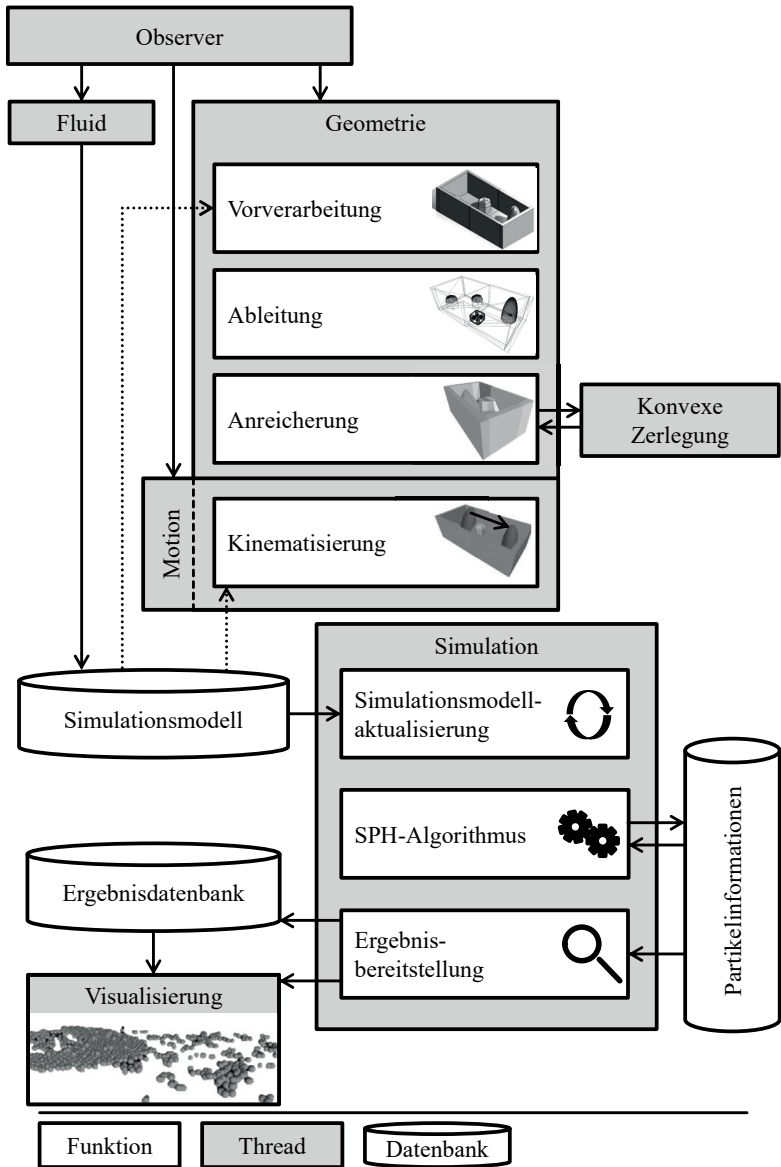 Observer
Fluid
Geometrie
Vorverarbeitung
Ableitung
Anreicherung
Konvexe
Zerlegung
Motion
Kinematisierung
Simulation
Simulationsmodell
Simulationsmodell-
aktualisierung
SPH-Algorithmus
Partikelinformationen
Ergebnisdatenbank
Ergebnis-
bereitstellung
Visualisierung
Funktion
Thread
Datenbank